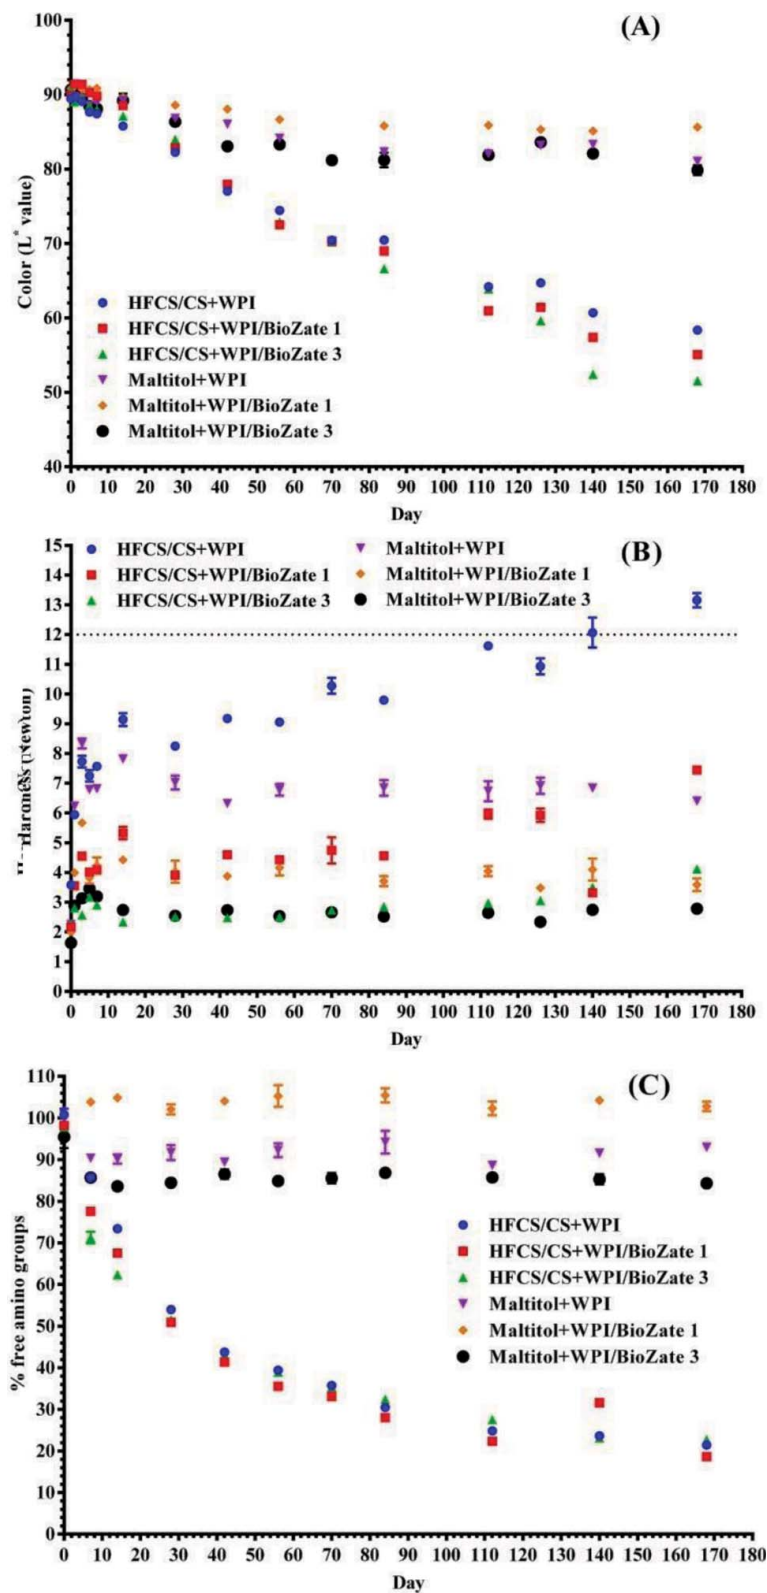 (A)
100
90
80
70
60
50
40
Color (L* value)
HFCS/CS+WPI
HFCS/CS+WPI/BioZate 1
HFCS/CS+WPI/BioZate 3
Maltitol+WPI
Maltitol+WPI/BioZate 1
Maltitol+WPI/BioZate 3
0 10 20 30 40 50 60 70 80 90 100 110 120 130 140 150 160 170 180
Day
(B)
HFCS/CS+WPI
HFCS/CS+WPI/BioZate 1
HFCS/CS+WPI/BioZate 3
Maltitol+WPI
Maltitol+WPI/BioZate 1
Maltitol+WPI/BioZate 3
15
14
13
12
11
10
9
8
7
6
5
4
3
2
1
0
0 10 20 30 40 50 60 70 80 90 100 110 120 130 140 150 160 170 180
Day
(C)
110
100
90
80
70
60
50
40
30
20
10
0
% free amino groups
HFCS/CS+WPI
HFCS/CS+WPI/BioZate 1
HFCS/CS+WPI/BioZate 3
Maltitol+WPI
Maltitol+WPI/BioZate 1
Maltitol+WPI/BioZate 3
0 10 20 30 40 50 60 70 80 90 100 110 120 130 140 150 160 170 180
Day